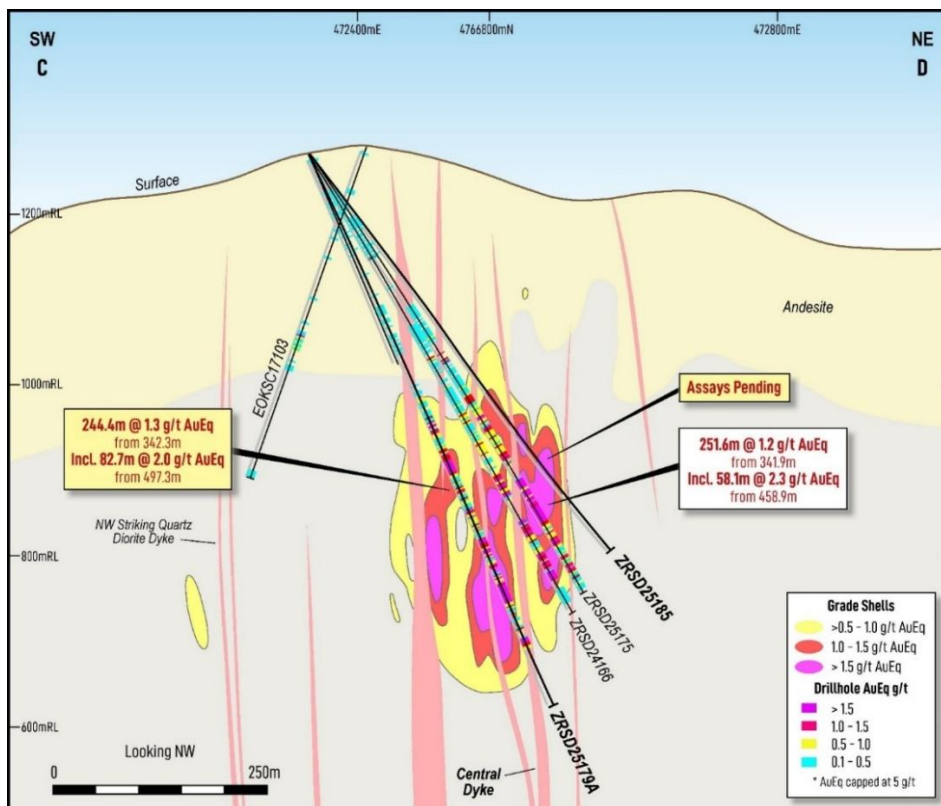 SW
C
472400mE
4766800mN
472800mE
NE
D
Surface
1200mRL
Andesite
EOKSC17103
1000mRL
Assays Pending
244.4m @ 1.3 g/t AuEq
from 342.3m
Incl. 82.7m @ 2.0 g/t AuEq
from 497.3m
251.6m @ 1.2 g/t AuEq
from 341.9m
Incl. 58.1m @ 2.3 g/t AuEq
from 458.9m
NW Striking Quartz
Diorite Dyke
800mRL
ZRSD25185
ZRSD25175
ZRSD24166
ZRSD25179A
600mRL
Looking NW
0
250m
Central
Dyke
Grade Shells
>0.5 - 1.0 g/t AuEq
1.0 - 1.5 g/t AuEq
> 1.5 g/t AuEq
Drillhole AuEq g/t
> 1.5
1.0 - 1.5
0.5 - 1.0
0.1 - 0.5
* AuEq capped at 5 g/t